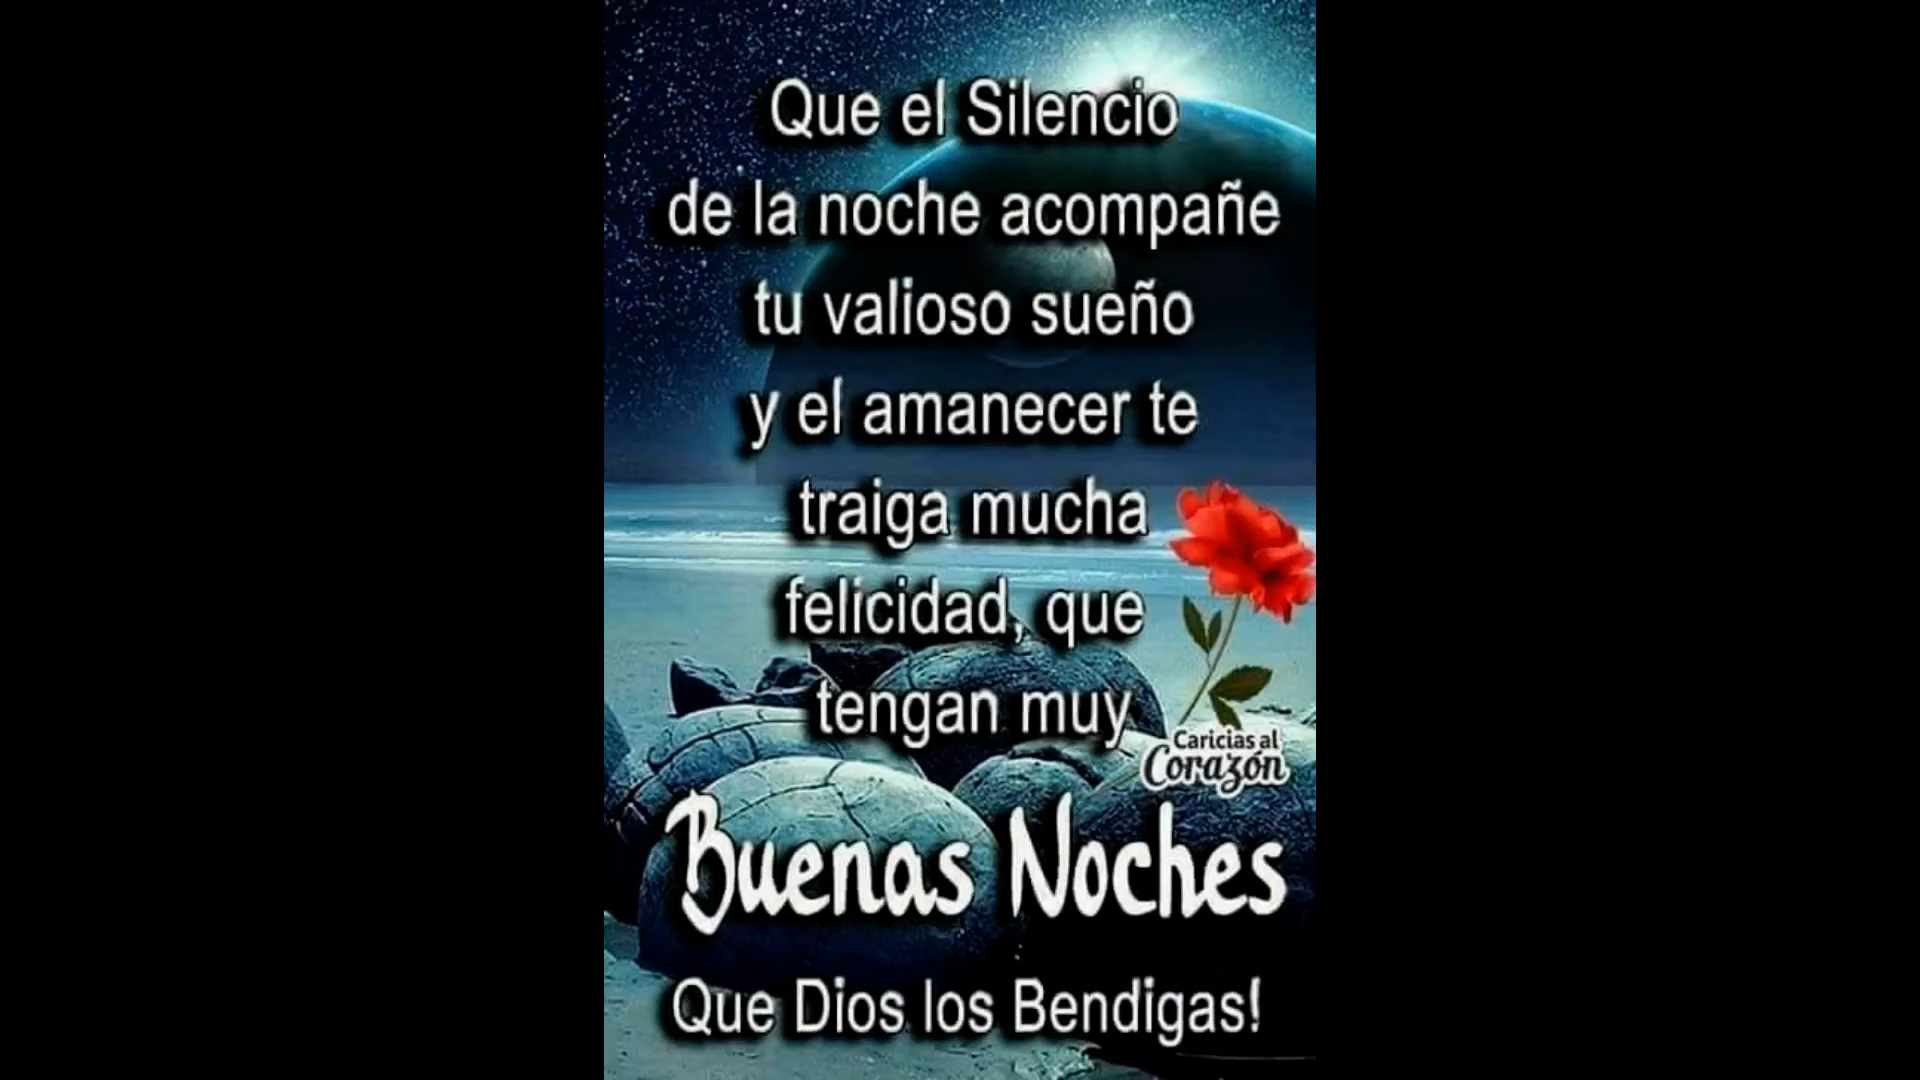 Que el Silencio
de la noche acompañe
tu valioso sueño
y el amanecer te
traiga mucha
felicidad, que
tengan muy
Caricias al
Corazón
Buenas Noches
Que Dios los Bendigas!